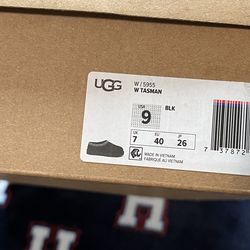 UGG
W / 5955
W TASMAN
USA
9
BLK
UK
7
EU
40
JP
26
MADE IN VIETNAM
FABRIQUÉ AU VIETNAM
7 37872
H